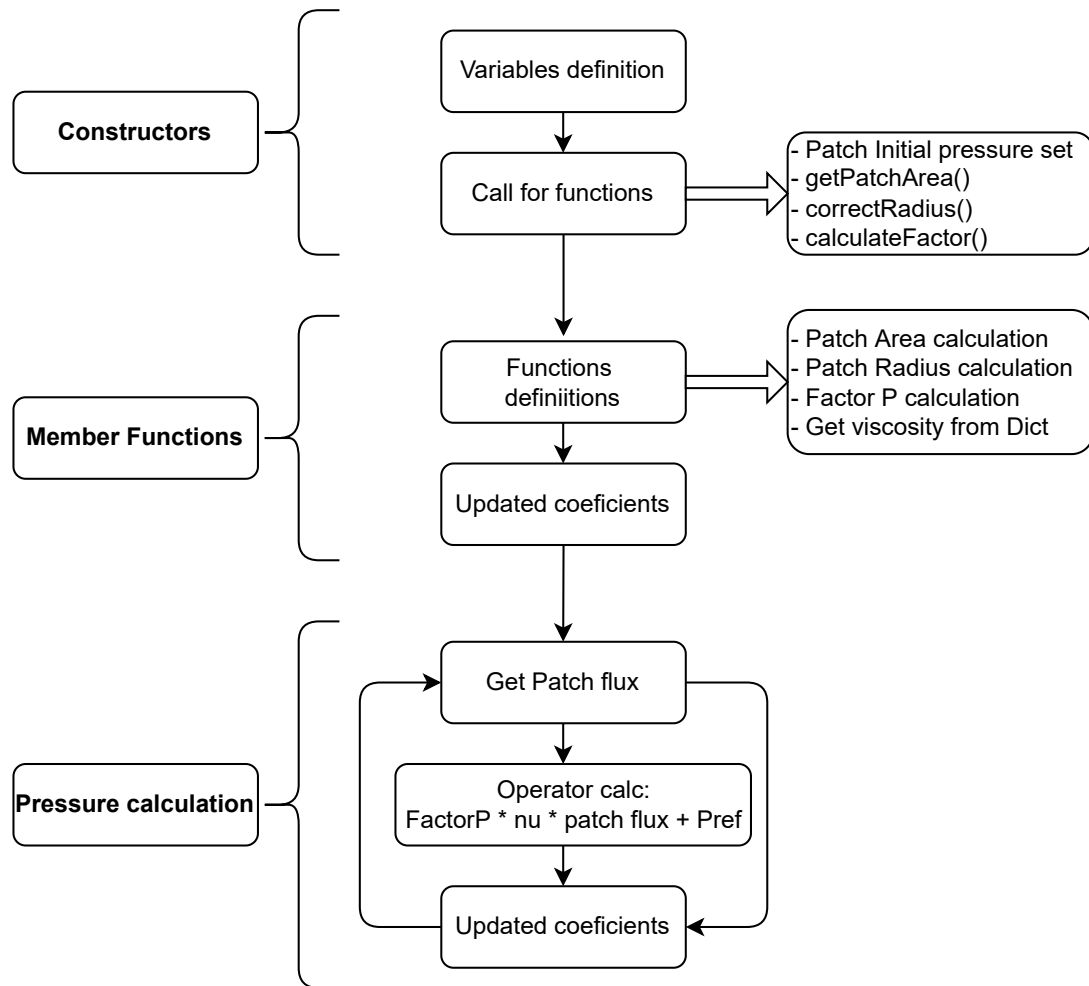 Variables definition
Constructors
Call for functions
- Patch Initial pressure set
- getPatchArea()
- correctRadius()
- calculateFactor()
Functions
definiitions
- Patch Area calculation
- Patch Radius calculation
- Factor P calculation
- Get viscosity from Dict
Member Functions
Updated coeficients
Get Patch flux
Pressure calculation
Operator calc:
FactorP * nu * patch flux + Pref
Updated coeficients